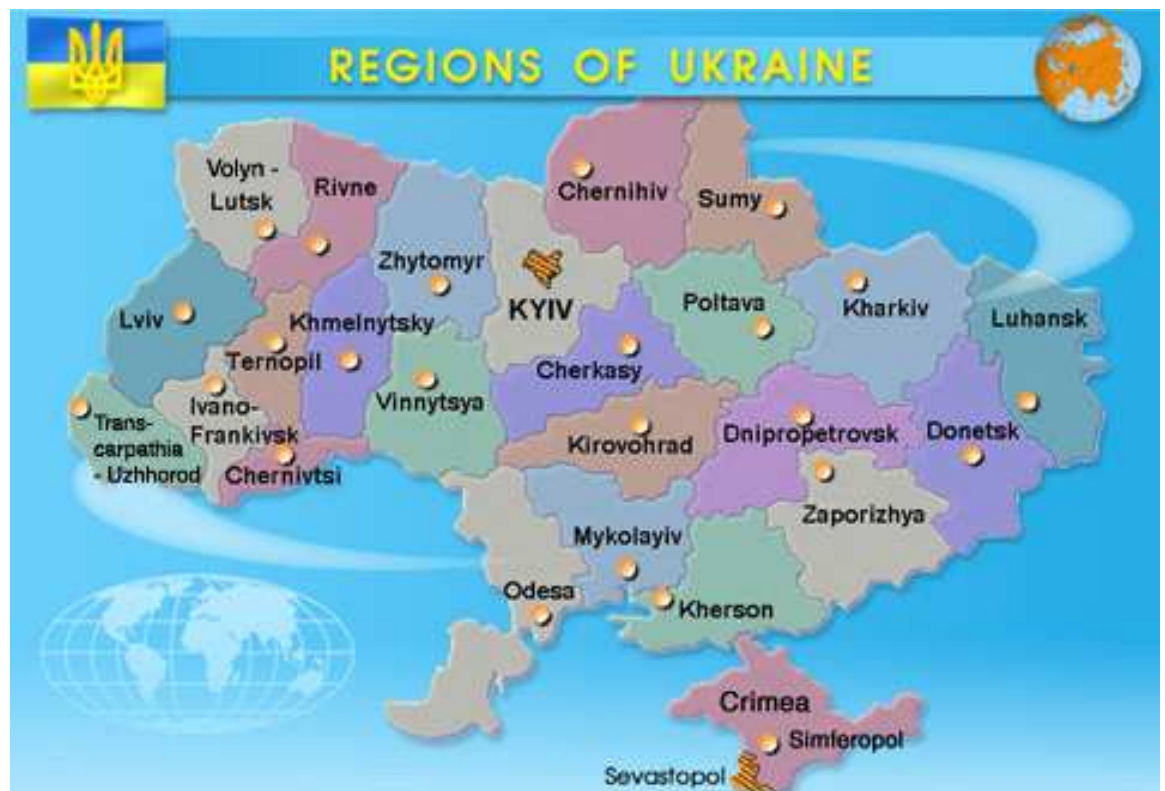 REGIONS OF UKRAINE
Volyn -
Lutsk
Rivne
Chernihiv
Sumy
Zhytomyr
KYIV
Poltava
Kharkiv
Luhansk
Lviv
Khmelnytsky
Ternopil
Cherkasy
Vinnytsya
Ivano-
Frankivsk
Trans-
carpathia
- Uzhhorod
Chernivtsi
Kirovohrad
Dnipropetrovsk
Donetsk
Zaporizhya
Mykolayiv
Odesa
Kherson
Crimea
Simferopol
Sevastopol